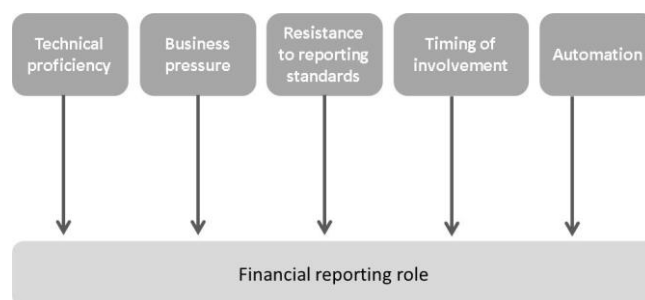 Technical
proficiency
Business
pressure
Resistance
to reporting
standards
Timing of
involvement
Automation
Financial reporting role